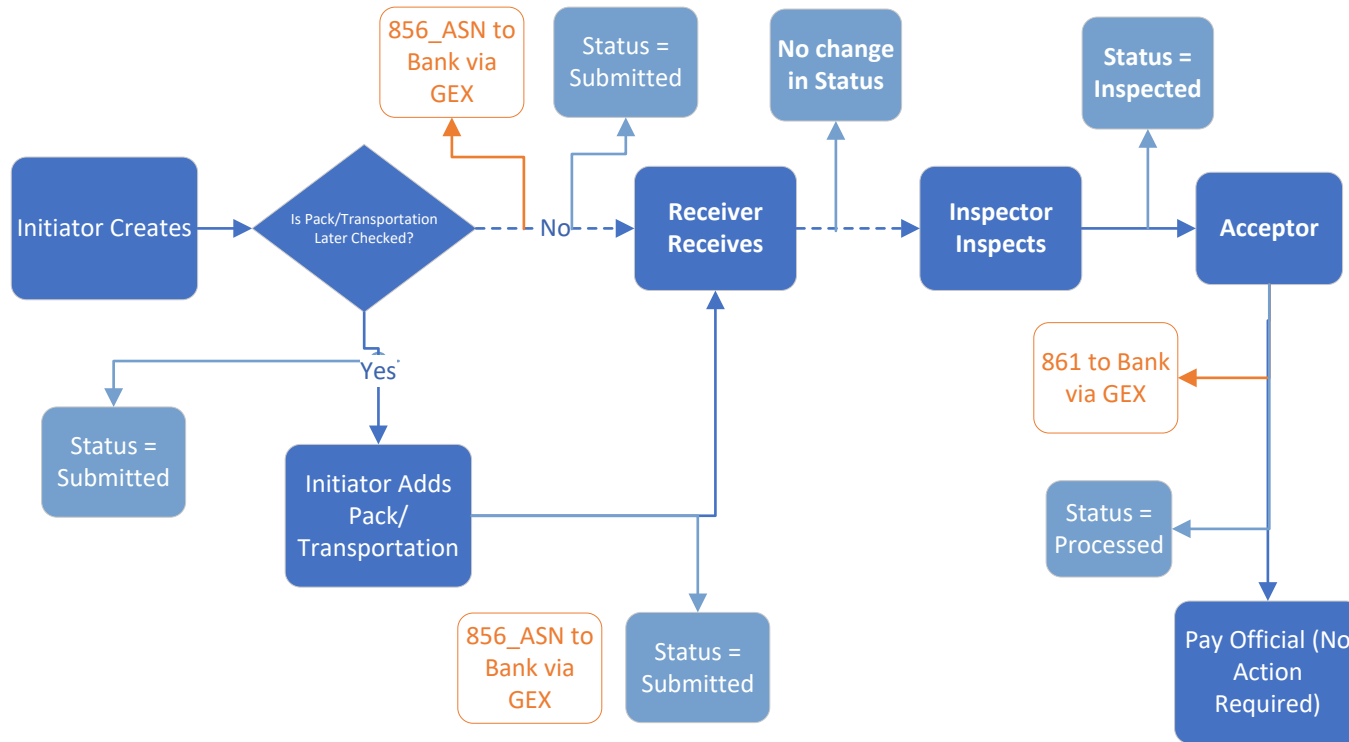 856_ASN to
Bank via
GEX
Status =
Submitted
No change
in Status
Status =
Inspected
Initiator Creates
Is Pack/Transportation
Later Checked?
No
Receiver
Receives
Inspector
Inspects
Acceptor
Yes
861 to Bank
via GEX
Status =
Submitted
Initiator Adds
Pack/
Transportation
Status =
Processed
856_ASN to
Bank via
GEX
Status =
Submitted
Pay Official (No
Action
Required)